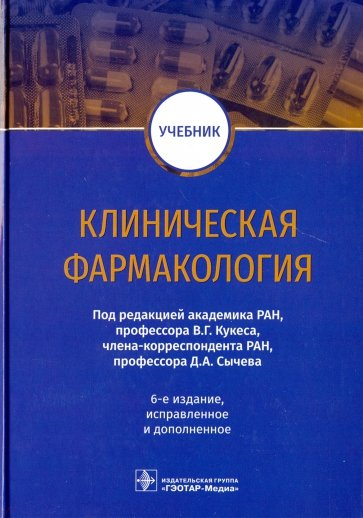 УЧЕБНИК
КЛИНИЧЕСКАЯ
ФАРМАКОЛОГИЯ
Под редакцией академика РАН,
профессора В.Г. Кукеса,
члена-корреспондента РАН,
профессора Д.А. Сычева
6-е издание,
исправленное
и дополненное
ИЗДАТЕЛЬСКАЯ ГРУППА
«ГЭОТАР-Медиа»